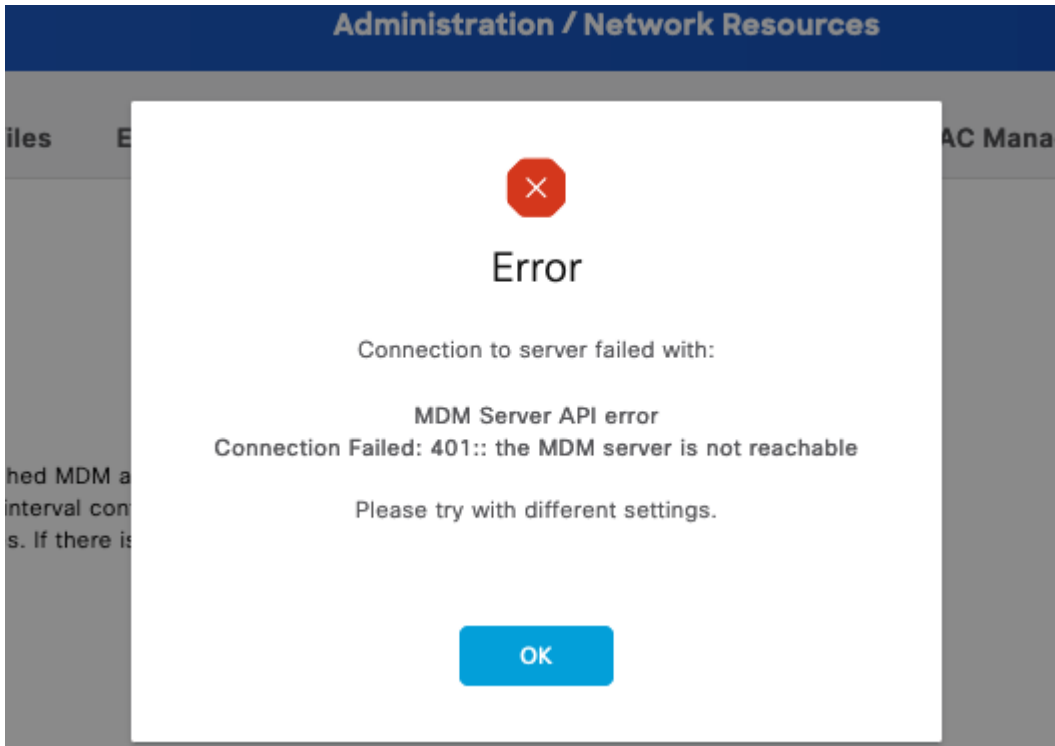 Administration / Network Resources
iles E AC Mana
Error
Connection to server failed with:
MDM Server API error
Connection Failed: 401:: the MDM server is not reachable
hed MDM a
interval con
s. If there is
Please try with different settings.
OK